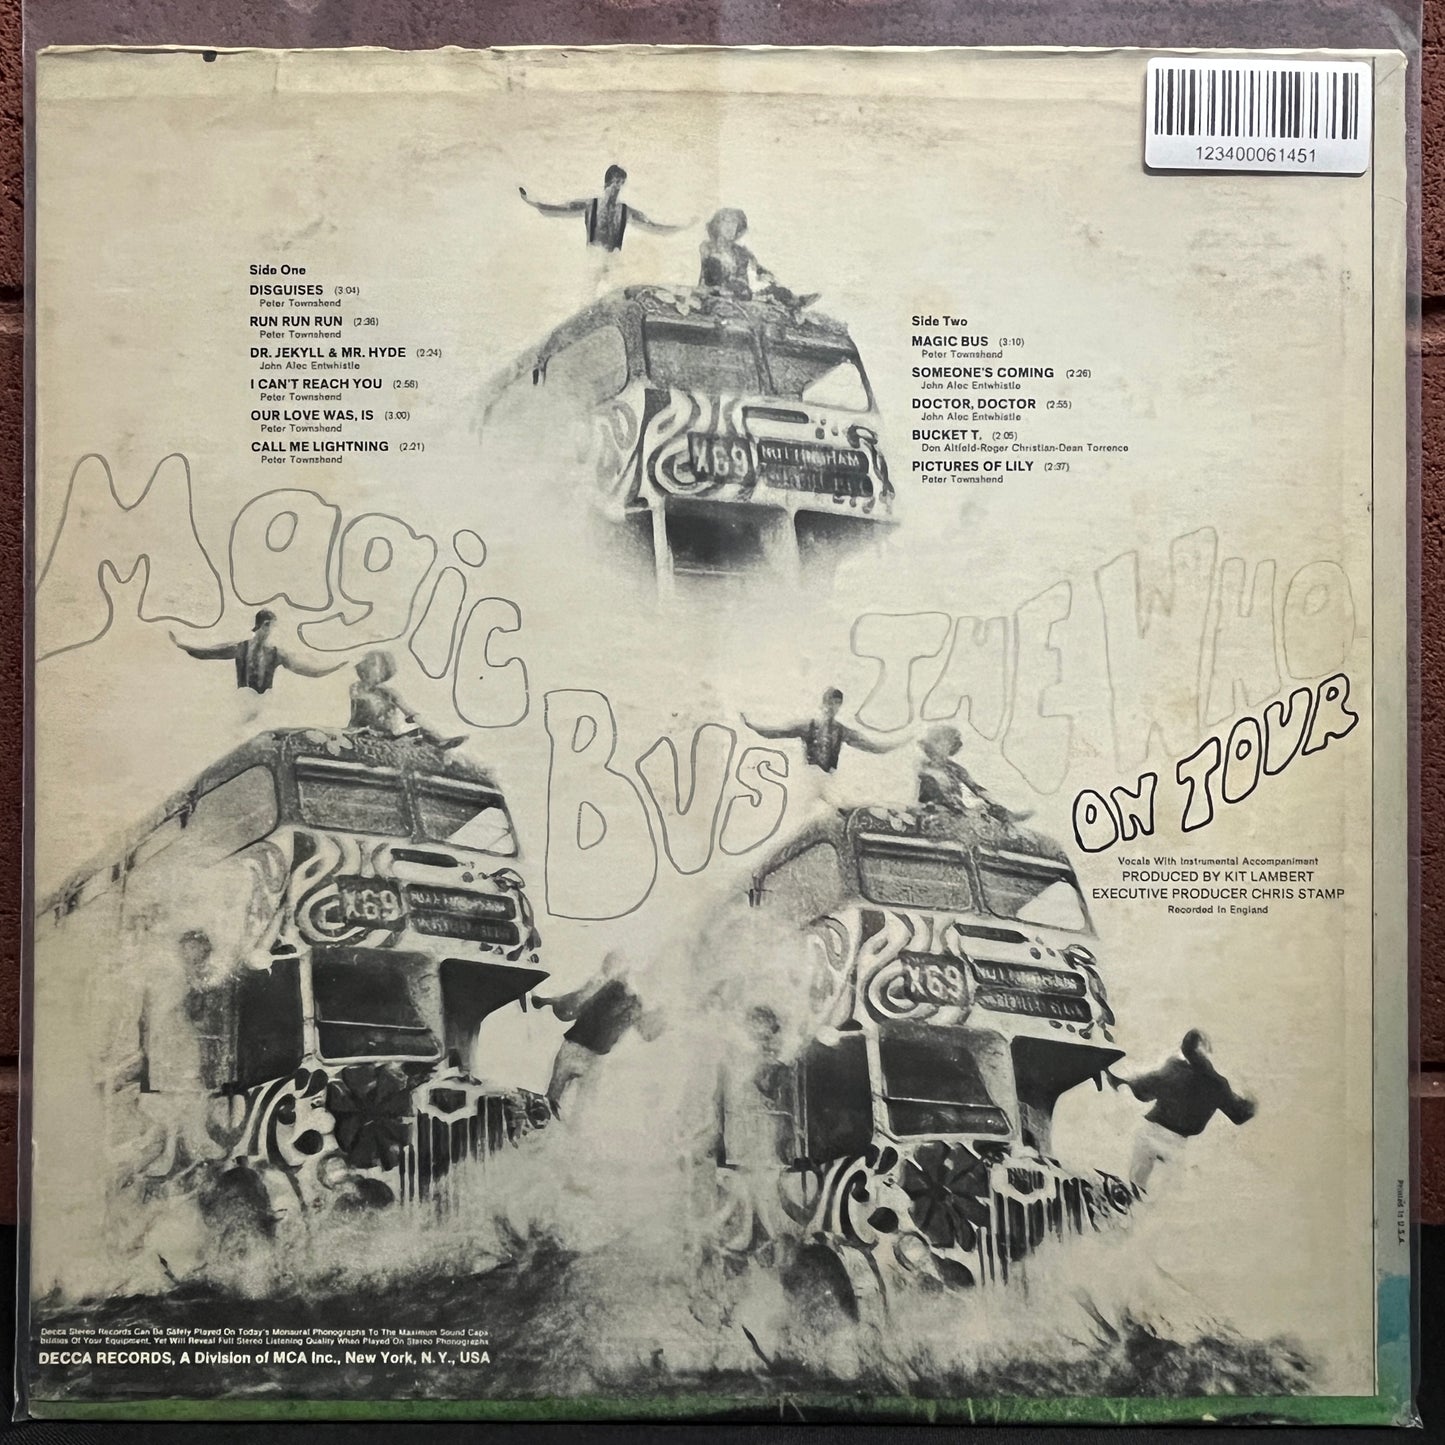 123400061451
Side One
DISGUISES (3:04)
Peter Townshend
RUN RUN RUN (2:36)
Peter Townshend
DR. JEKYLL & MR. HYDE (2:24)
John Alec Entwhistle
I CAN'T REACH YOU (2:56)
Peter Townshend
OUR LOVE WAS, IS (3:00)
Peter Townshend
CALL ME LIGHTNING (2:21)
Peter Townshend
Side Two
MAGIC BUS (3:10)
Peter Townshend
SOMEONE'S COMING (2:26)
John Alec Entwhistle
DOCTOR, DOCTOR (2:55)
John Alec Entwhistle
BUCKET T. (2:05)
Don Altfeld-Roger Christian-Dean Torrence
PICTURES OF LILY (2:37)
Peter Townshend
X69
Magic
Bus
THE WHO
ON TOUR
Vocals With Instrumental Accompaniment
PRODUCED BY KIT LAMBERT
EXECUTIVE PRODUCER CHRIS STAMP
Recorded In England
X69
X69
Printed In U.S.A.
Decca Stereo Records Can Be Safely Played On Today's Monaural Phonographs To The Maximum Sound Capa
bilities Of Your Equipment, Yet Will Reveal Full Stereo Listening Quality When Played On Stereo Phonographs
DECCA RECORDS, A Division of MCA Inc., New York, N.Y., USA